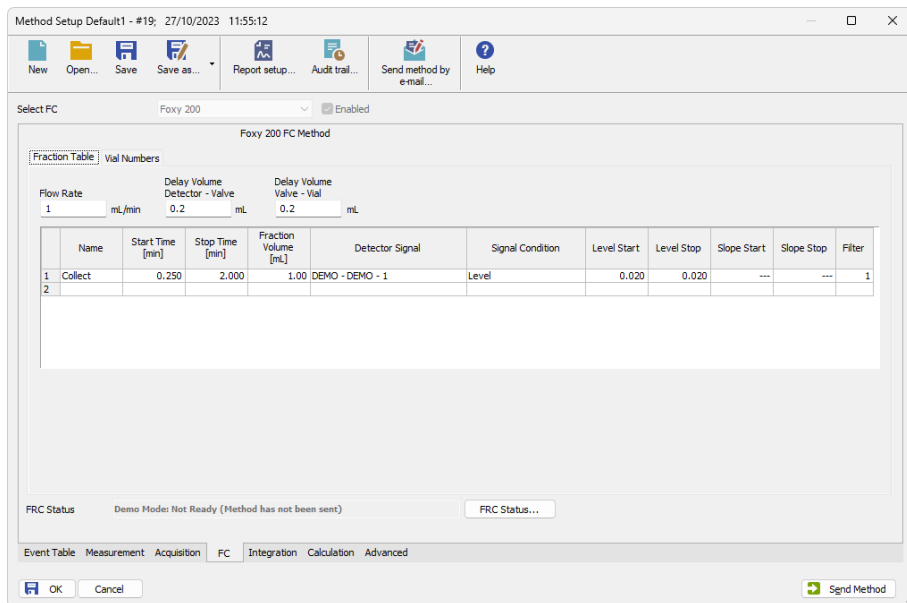 Method Setup Default1 - #19; 27/10/2023 11:55:12
New Open... Save Save as... Report setup... Audit trail... Send method by e-mail... Help
Select FC Foxy 200 Enabled
Foxy 200 FC Method
Fraction Table Vial Numbers
Flow Rate Delay Volume Detector - Valve Delay Volume Valve - Vial
1 mL/min 0.2 mL 0.2 mL
Name Start Time [min] Stop Time [min] Fraction Volume [mL] Detector Signal Signal Condition Level Start Level Stop Slope Start Slope Stop Filter
1 Collect 0.250 2.000 1.00 DEMO - DEMO - 1 Level 0.020 0.020 --- --- 1
2
FRC Status Demo Mode: Not Ready (Method has not been sent) FRC Status...
Event Table Measurement Acquisition FC Integration Calculation Advanced
OK Cancel Send Method